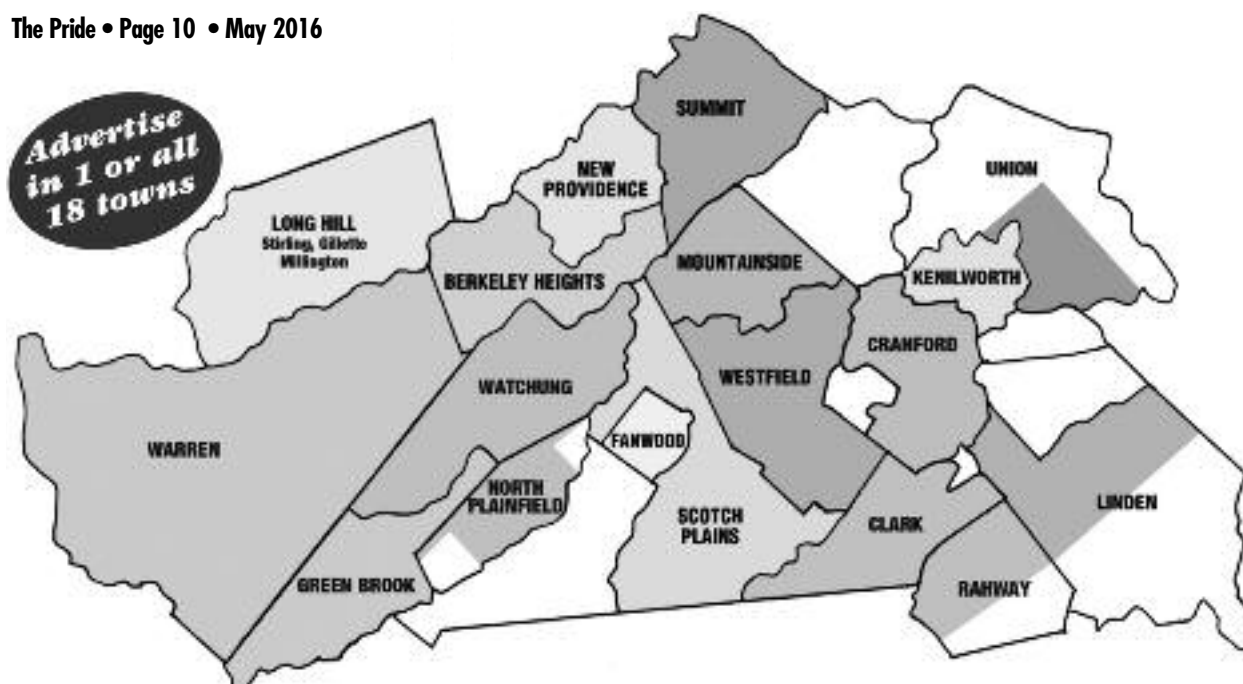 The Pride • Page 10 • May 2016
Advertise
in 1 or all
18 towns
SUMMIT
NEW
PROVIDENCE
UNION
LONG HILL
Stirling, Gillette
Millington
BERKELEY HEIGHTS
MOUNTAINSIDE
KENILWORTH
CRANFORD
WATCHUNG
WESTFIELD
WARREN
FANWOOD
NORTH
PLAINFIELD
SCOTCH
PLAINS
CLARK
LINDEN
GREEN BROOK
RAHWAY